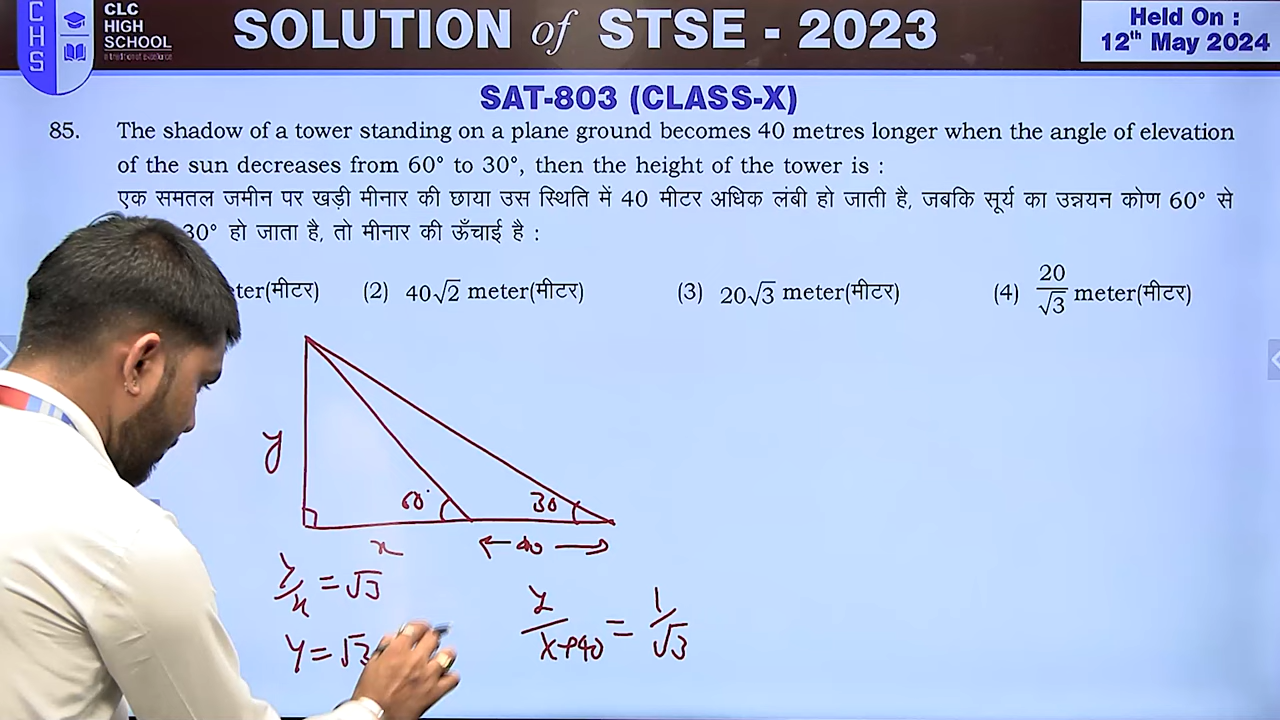 CHS
CLC
HIGH
SCHOOL
SOLUTION of STSE - 2023
Held On :
12th May 2024
SAT-803 (CLASS-X)
85. The shadow of a tower standing on a plane ground becomes 40 metres longer when the angle of elevation
of the sun decreases from 60° to 30°, then the height of the tower is :
एक समतल जमीन पर खड़ी मीनार की छाया उस स्थिति में 40 मीटर अधिक लंबी हो जाती है, जबकि सूर्य का उन्नयन कोण 60° से
30° हो जाता है, तो मीनार की ऊँचाई है :
(मीटर) (2) 40√2 meter(मीटर) (3) 20√3 meter(मीटर) (4) 20/√3 meter(मीटर)
y
60°
30
x
40
y/x = √3
y/x+40 = 1/√3
y = √3